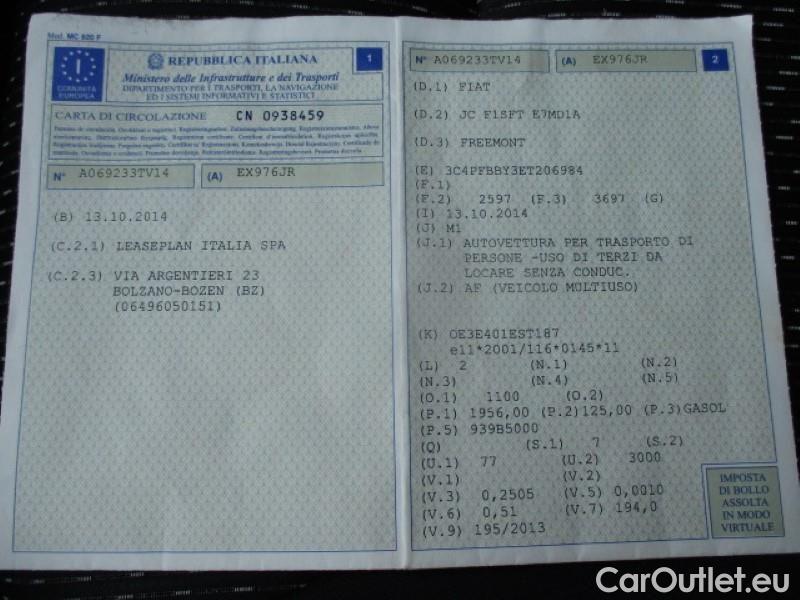 Mod. MC 820 F
I
COMUNITÀ
EUROPEA
REPUBBLICA ITALIANA
1
Ministero delle Infrastrutture e dei Trasporti
DIPARTIMENTO PER I TRASPORTI, LA NAVIGAZIONE
ED I SISTEMI INFORMATIVI E STATISTICI
CARTA DI CIRCOLAZIONE CN 0938459
N° A069233TV14 (A) EX976JR
(B) 13.10.2014
(C.2.1) LEASEPLAN ITALIA SPA
(C.2.3) VIA ARGENTIERI 23
BOLZANO-BOZEN (BZ)
(06496050151)
N° A069233TV14 (A) EX976JR 2
(D.1) FIAT
(D.2) JC F1SFT E7MD1A
(D.3) FREEMONT
(E) 3C4PFBBY3ET206984
(F.1)
(F.2) 2597 (F.3) 3697 (G)
(I) 13.10.2014
(J) M1
(J.1) AUTOVETTURA PER TRASPORTO DI
PERSONE -USO DI TERZI DA
LOCARE SENZA CONDUC.
(J.2) AF (VEICOLO MULTIUSO)
(K) OE3E401EST187
e11*2001/116*0145*11
(L) 2 (N.1) (N.2)
(N.3) (N.4) (N.5)
(O.1) 1100 (O.2)
(P.1) 1956,00 (P.2)125,00 (P.3)GASOL
(P.5) 939B5000
(Q) (S.1) 7 (S.2)
(U.1) 77 (U.2) 3000
(V.1) (V.2)
(V.3) 0,2505 (V.5) 0,0010
(V.6) 0,51 (V.7) 194,0
(V.9) 195/2013
IMPOSTA
DI BOLLO
ASSOLTA
IN MODO
VIRTUALE
CarOutlet.eu